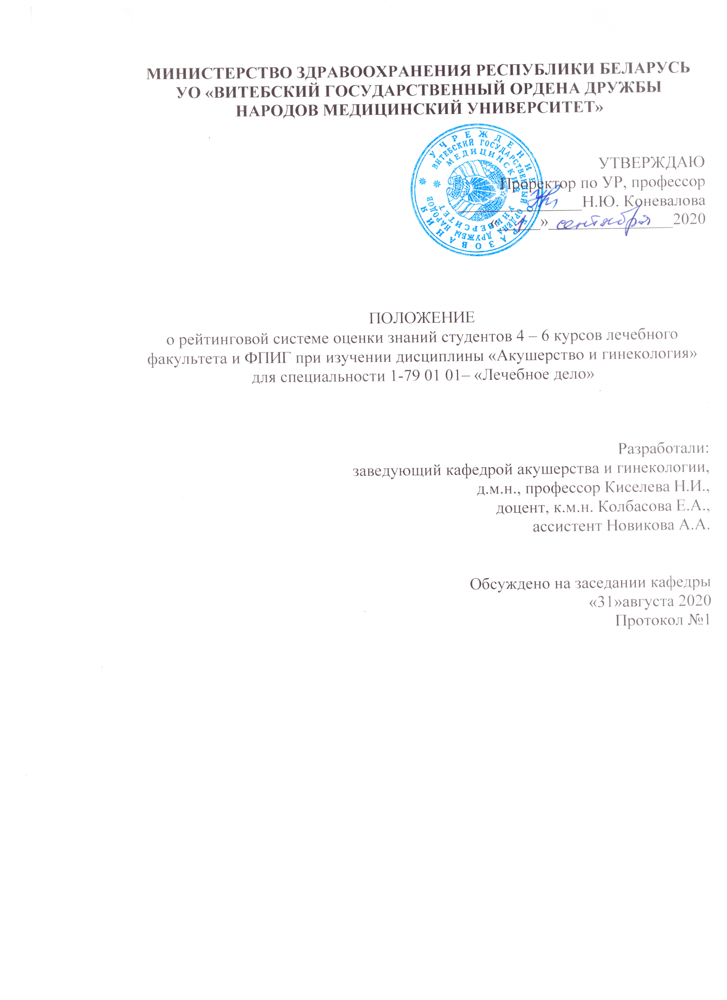 МИНИСТЕРСТВО ЗДРАВООХРАНЕНИЯ РЕСПУБЛИКИ БЕЛАРУСЬ
УО «ВИТЕБСКИЙ ГОСУДАРСТВЕННЫЙ ОРДЕНА ДРУЖБЫ
НАРОДОВ МЕДИЦИНСКИЙ УНИВЕРСИТЕТ»
УЧРЕЖДЕНИЕ ОБРАЗОВАНИЯ
ВИТЕБСКИЙ ГОСУДАРСТВЕННЫЙ ОРДЕНА ДРУЖБЫ НАРОДОВ
МЕДИЦИНСКИЙ УНИВЕРСИТЕТ
УТВЕРЖДАЮ
Проректор по УР, профессор
Н.Ю. Коневалова
« 1 » сентября 2020
ПОЛОЖЕНИЕ
о рейтинговой системе оценки знаний студентов 4 – 6 курсов лечебного
факультета и ФПИГ при изучении дисциплины «Акушерство и гинекология»
для специальности 1-79 01 01– «Лечебное дело»
Разработали:
заведующий кафедрой акушерства и гинекологии,
д.м.н., профессор Киселева Н.И.,
доцент, к.м.н. Колбасова Е.А.,
ассистент Новикова А.А.
Обсуждено на заседании кафедры
«31»августа 2020
Протокол №1